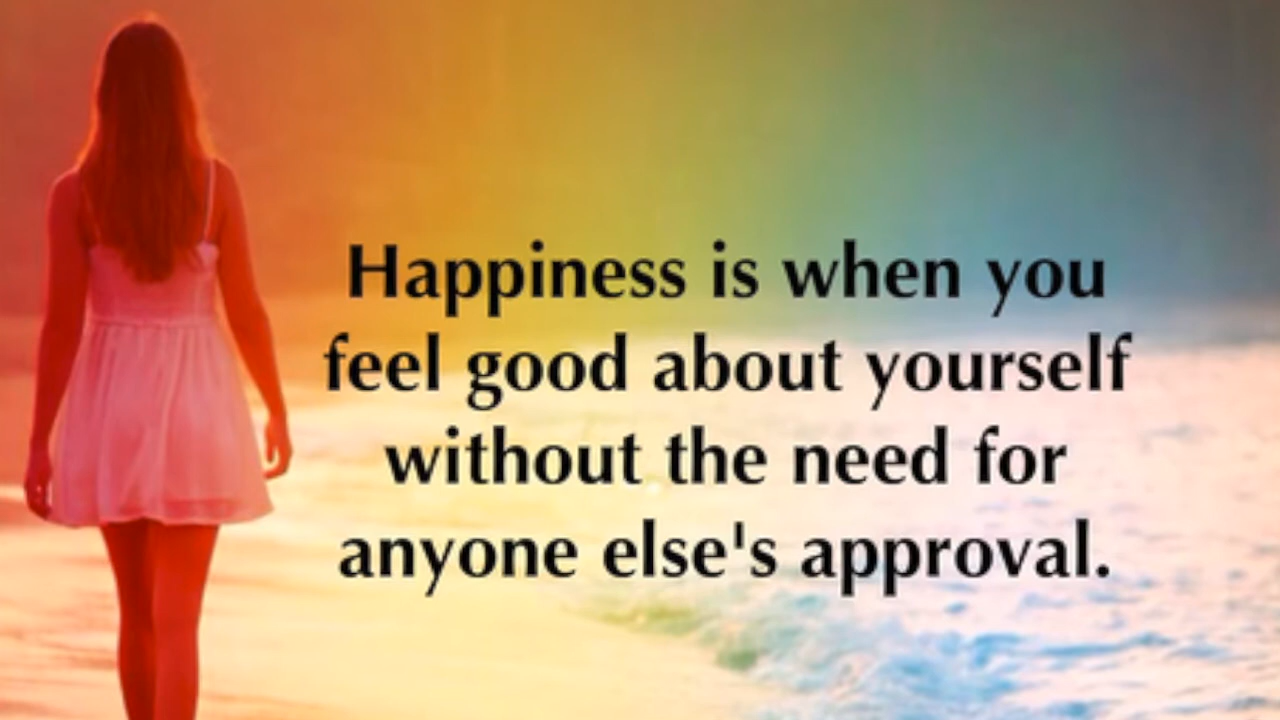 Happiness is when you
feel good about yourself
without the need for
anyone else's approval.